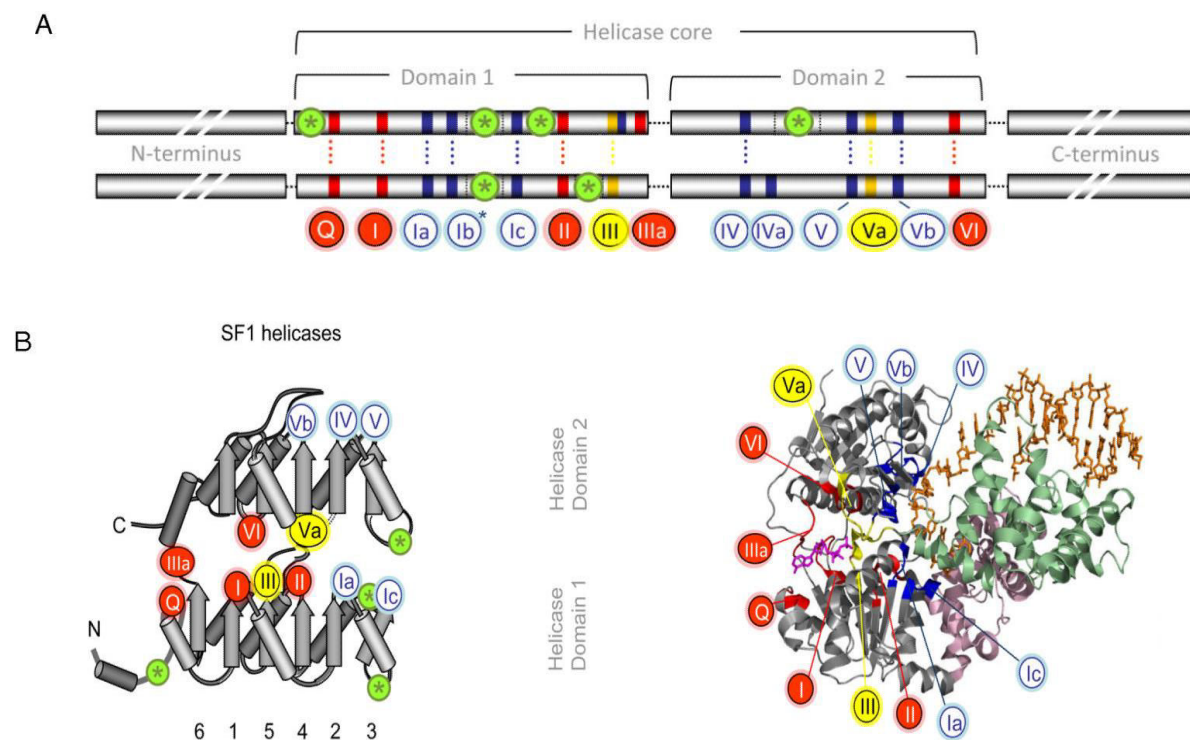 A
Helicase core
Domain 1 Domain 2
* * * *
N-terminus C-terminus
* *
Q I Ia Ib* Ic II III IIIa IV IVa V Va Vb VI
B
SF1 helicases
Vb IV V
Helicase
Domain 2
C VI Va *
IIIa
Q I III II Ia * Ic
Helicase
Domain 1
N * *
6 1 5 4 2 3
V Vb IV
Va
VI
IIIa
Q
I III II Ia Ic